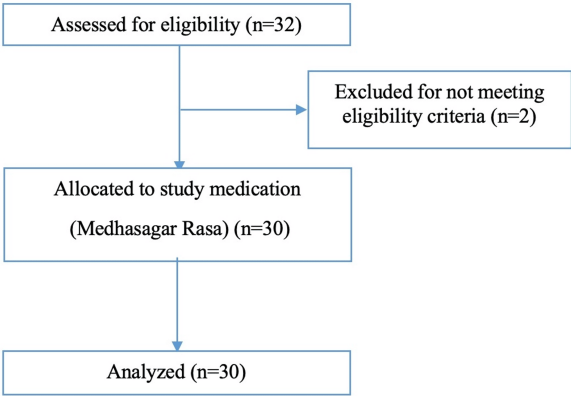 Assessed for eligibility (n=32)
Excluded for not meeting
eligibility criteria (n=2)
Allocated to study medication
(Medhasagar Rasa) (n=30)
Analyzed (n=30)